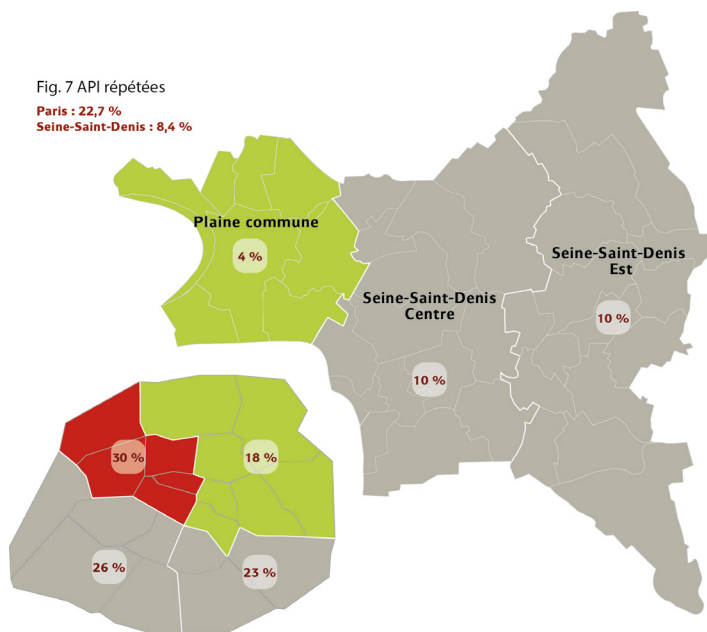 Fig. 7 API répétées
Paris : 22,7 %
Seine-Saint-Denis : 8,4 %
Plaine commune
4 %
Seine-Saint-Denis
Est
10 %
Seine-Saint-Denis
Centre
10 %
30 %
18 %
26 %
23 %